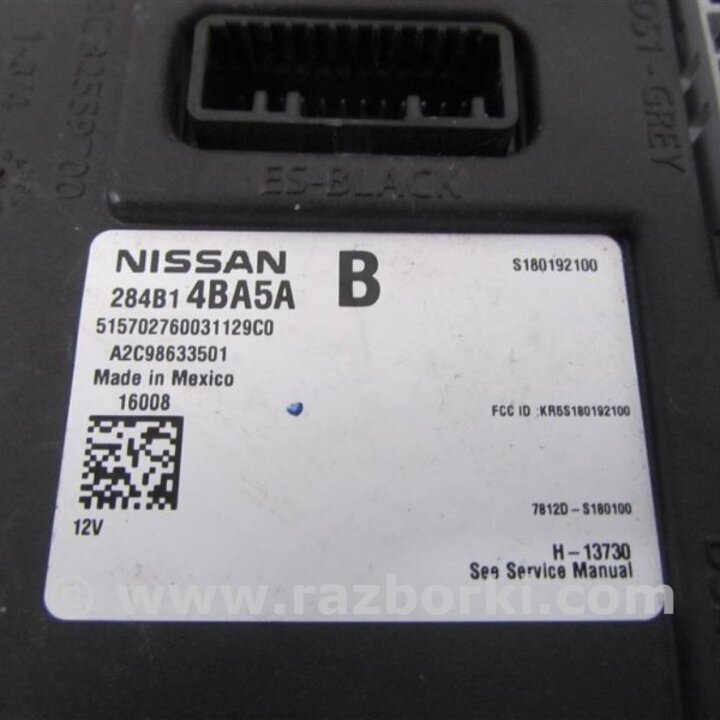 ES-BLACK
NISSAN B S180192100
284B1 4BA5A
515702760031129C0
A2C98633501
Made in Mexico
16008
FCC ID :KR5S180192100
7812D-S180100
12V
H-13730
See Service Manual
© www.razborki.com